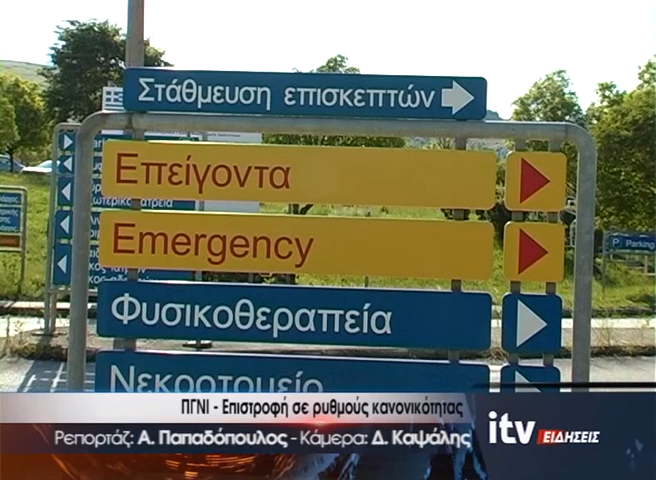 Στάθμευση επισκεπτών
Επείγοντα
Emergency
Φυσικοθεραπεία
Νεκροτομείο
P Parking
ΠΓΝΙ - Επιστροφή σε ρυθμούς κανονικότητας
Ρεπορτάζ: Α. Παπαδόπουλος - Κάμερα: Δ. Καψάλης
itv ΕΙΔΗΣΕΙΣ